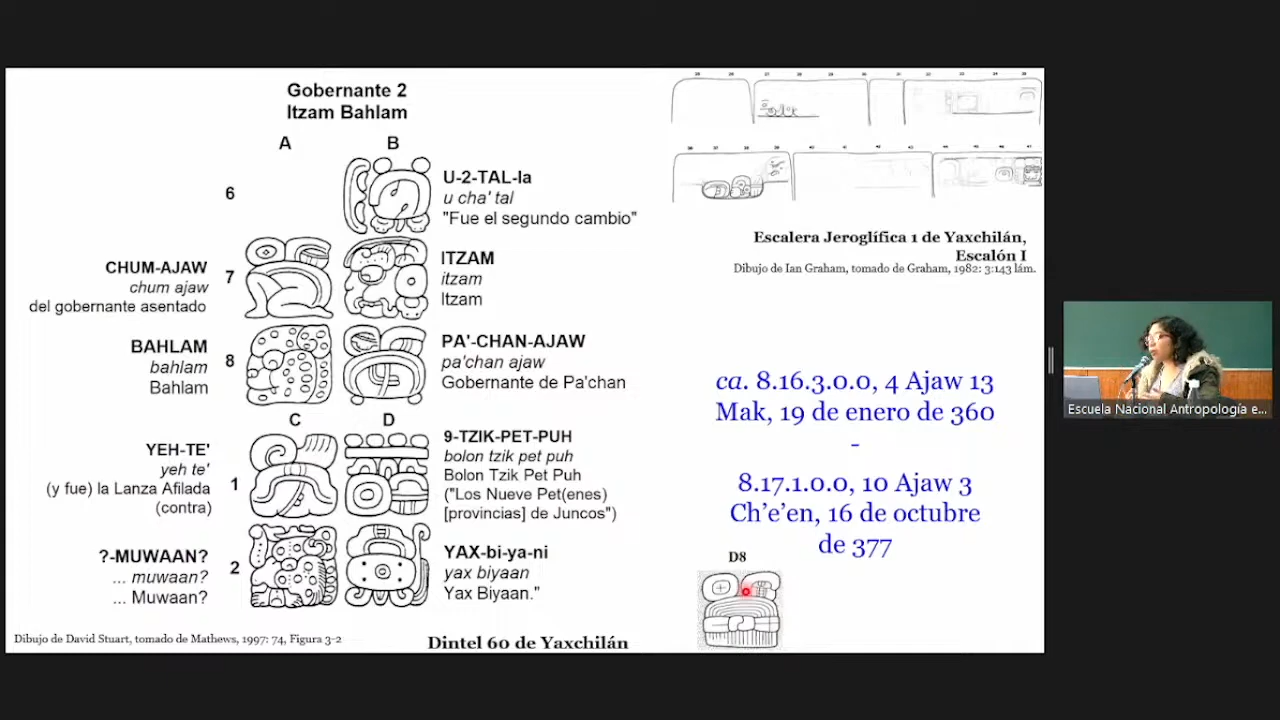 Gobernante 2
Itzam Bahlam
A B
6
U-2-TAL-la
u cha' tal
"Fue el segundo cambio"
CHUM-AJAW
chum ajaw
del gobernante asentado
7
ITZAM
itzam
Itzam
BAHLAM
bahlam
Bahlam
8
PA'-CHAN-AJAW
pa'chan ajaw
Gobernante de Pa'chan
C D
YEH-TE'
yeh te'
(y fue) la Lanza Afilada
(contra)
1
9-TZIK-PET-PUH
bolon tzik pet puh
Bolon Tzik Pet Puh
("Los Nueve Pet(enes)
[provincias] de Juncos")
?-MUWAAN?
... muwaan?
... Muwaan?
2
YAX-bi-ya-ni
yax biyaan
Yax Biyaan."
Dibujo de David Stuart, tomado de Mathews, 1997: 74, Figura 3-2
Dintel 60 de Yaxchilán
Escalera Jeroglífica 1 de Yaxchilán,
Escalón I
Dibujo de Ian Graham, tomado de Graham, 1982: 3:143 lám.
ca. 8.16.3.0.0, 4 Ajaw 13
Mak, 19 de enero de 360
-
8.17.1.0.0, 10 Ajaw 3
Ch’e’en, 16 de octubre
de 377
D8
Escuela Nacional Antropología e...